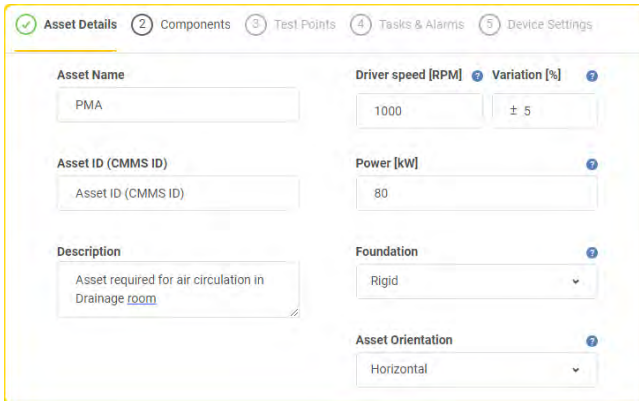 Asset Details 2 Components 3 Test Points 4 Tasks & Alarms 5 Device Settings
Asset Name
PMA
Driver speed [RPM] ? Variation [%] ?
1000 ± 5
Asset ID (CMMS ID)
Asset ID (CMMS ID)
Power [kW] ?
80
Description
Asset required for air circulation in
Drainage room
Foundation ?
Rigid
Asset Orientation ?
Horizontal